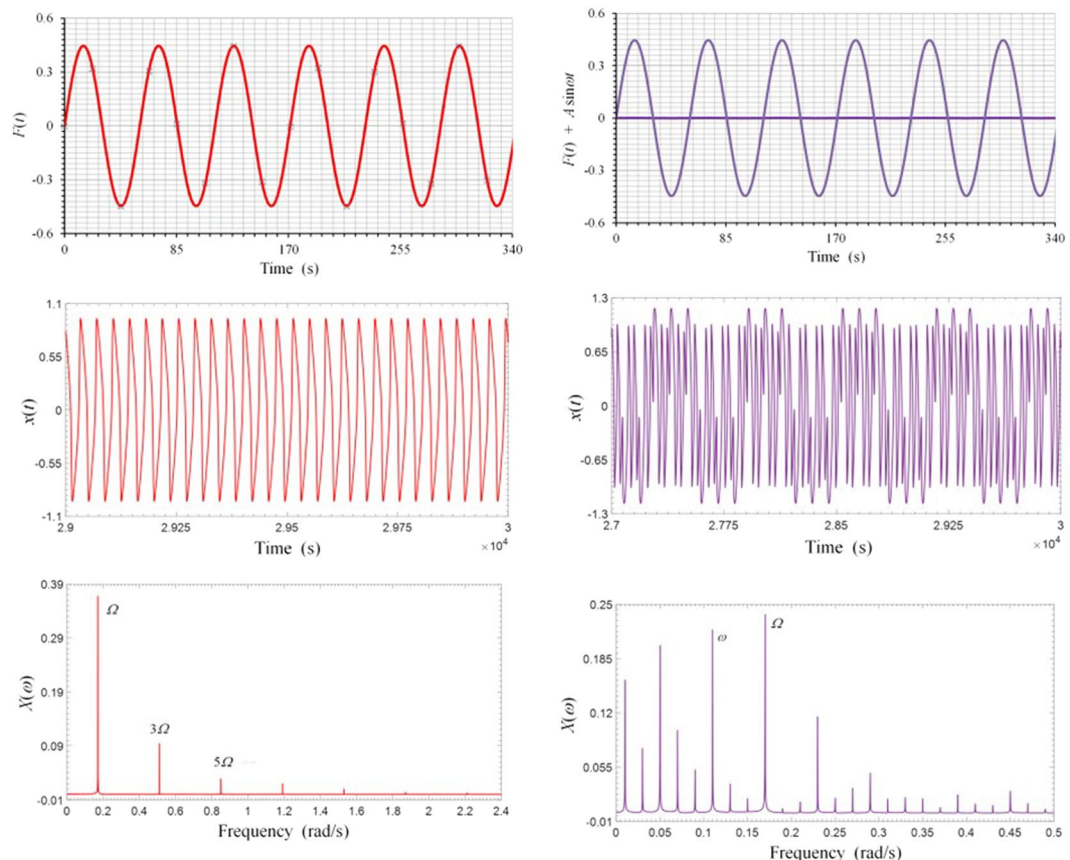 0.6
0.3
0
-0.3
-0.6
F(t)
0 85 170 255 340
Time (s)
0.6
0.3
0
-0.3
-0.6
F(t) + A sinωt
0 85 170 255 340
Time (s)
1.1
0.55
0
-0.55
-1.1
x(t)
2.9 2.925 2.95 2.975 3
×10⁴
Time (s)
1.3
0.65
0
-0.65
-1.3
x(t)
2.7 2.775 2.85 2.925 3
×10⁴
Time (s)
0.39
0.29
0.19
0.09
-0.01
X(ω)
Ω
3Ω
5Ω
0 0.2 0.4 0.6 0.8 1 1.2 1.4 1.6 1.8 2 2.2 2.4
Frequency (rad/s)
0.25
0.185
0.12
0.055
-0.01
X(ω)
ω
Ω
0 0.05 0.1 0.15 0.2 0.25 0.3 0.35 0.4 0.45 0.5
Frequency (rad/s)